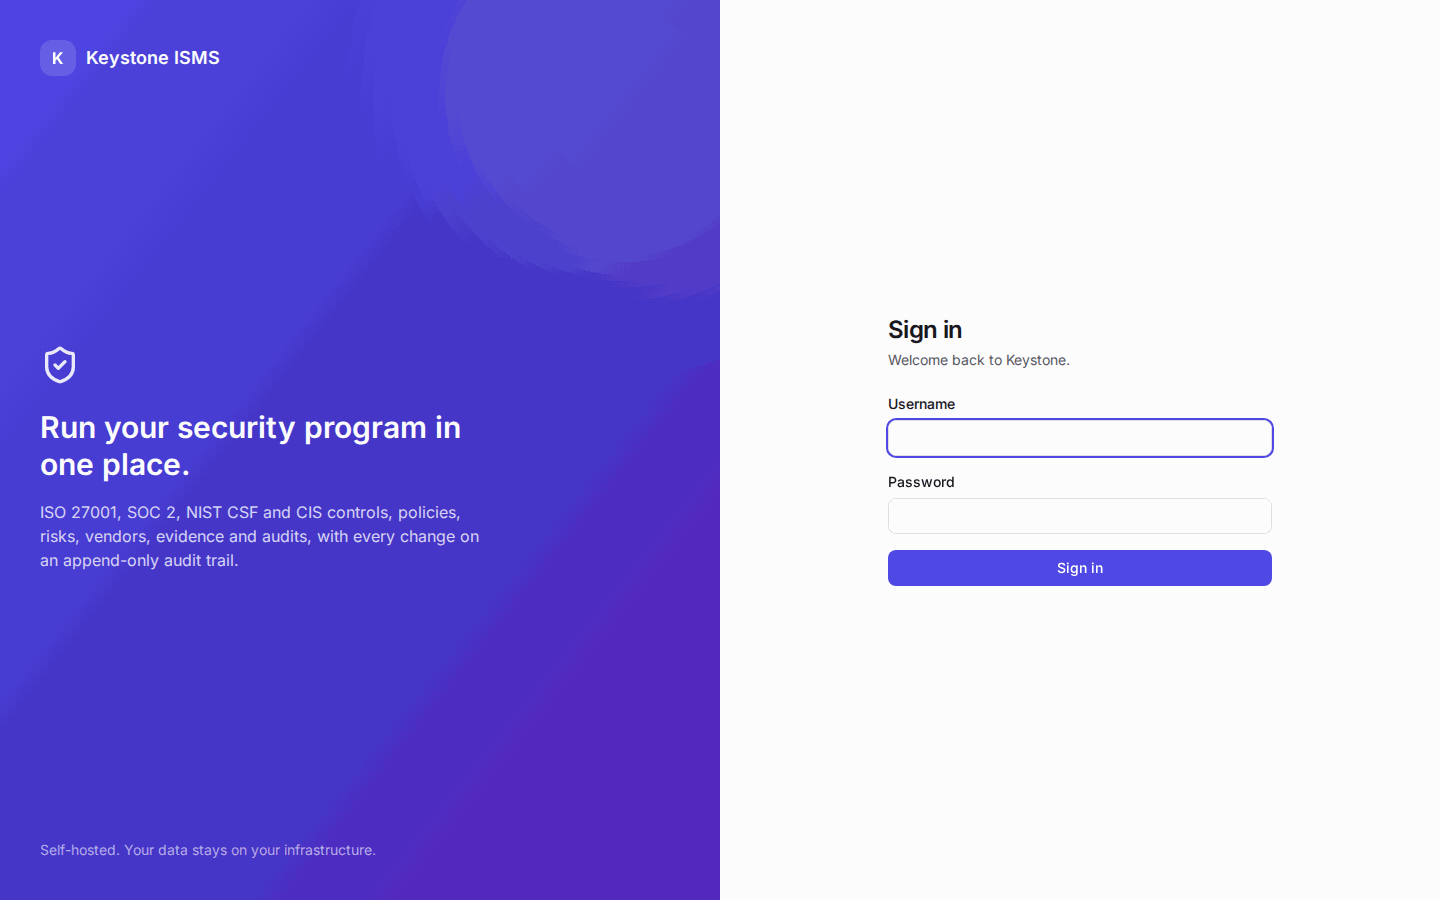 K
Keystone ISMS
Run your security program in
one place.
ISO 27001, SOC 2, NIST CSF and CIS controls, policies,
risks, vendors, evidence and audits, with every change on
an append-only audit trail.
Self-hosted. Your data stays on your infrastructure.
Sign in
Welcome back to Keystone.
Username
Password
Sign in